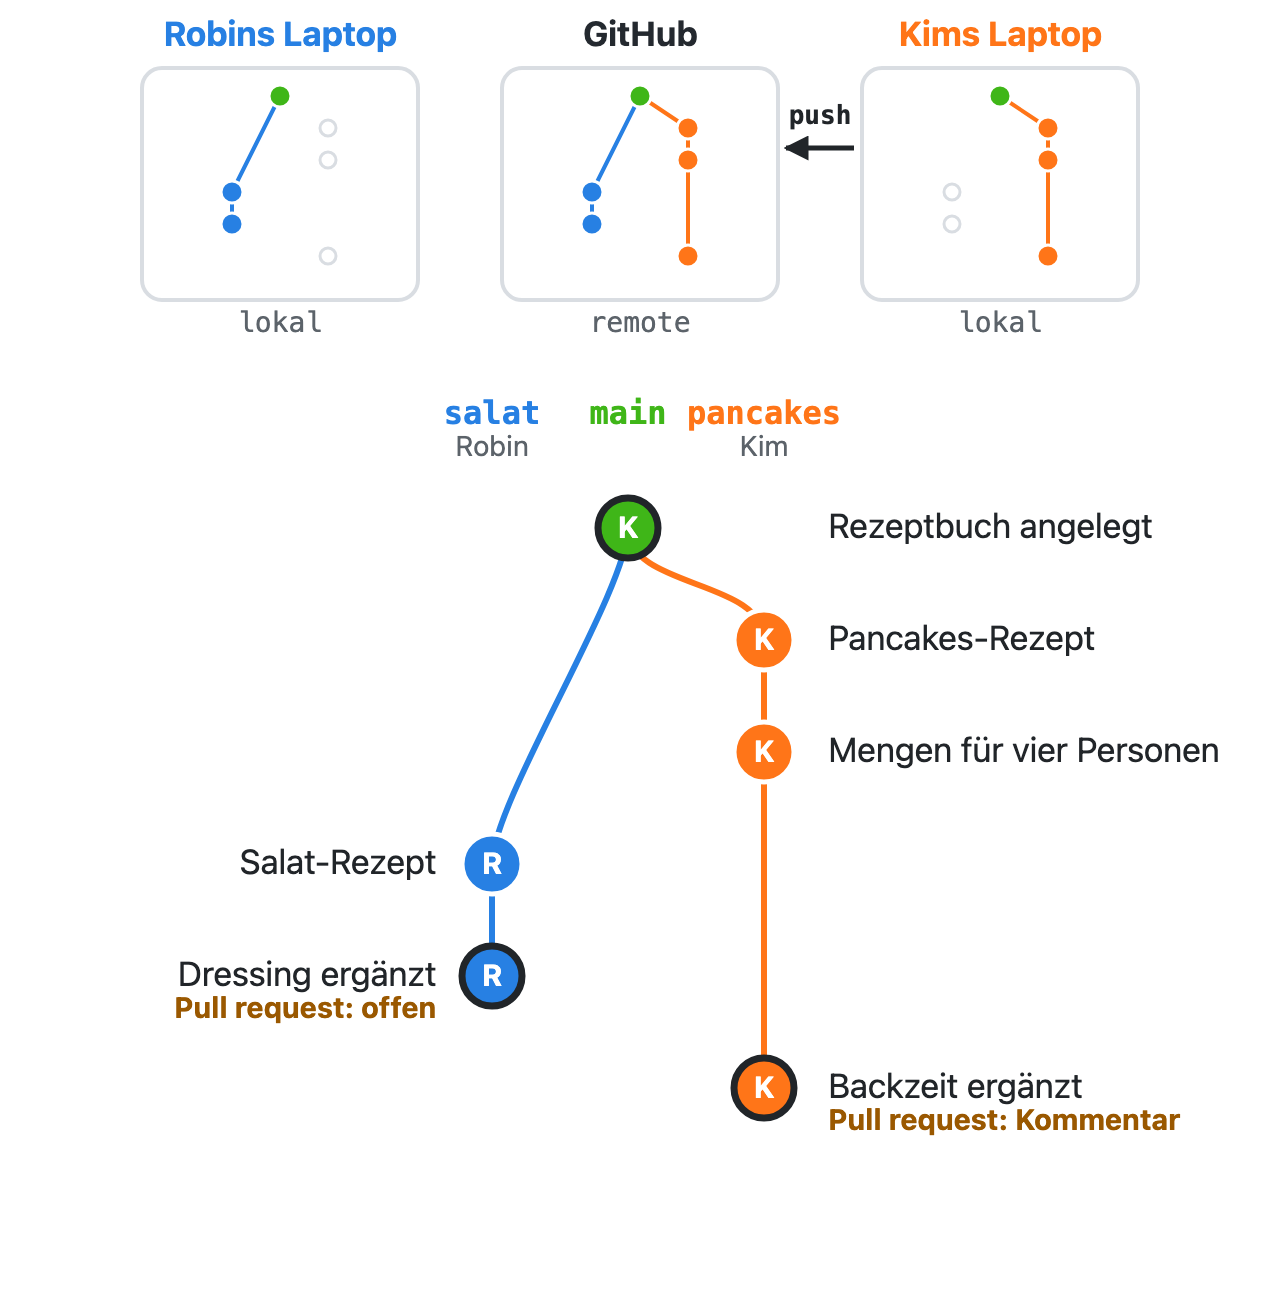 Robins Laptop
GitHub
Kims Laptop
push
lokal
remote
lokal
salat
main
pancakes
Robin
Kim
K
Rezeptbuch angelegt
K
Pancakes-Rezept
K
Mengen für vier Personen
Salat-Rezept
R
Dressing ergänzt
R
Pull request: offen
K
Backzeit ergänzt
Pull request: Kommentar